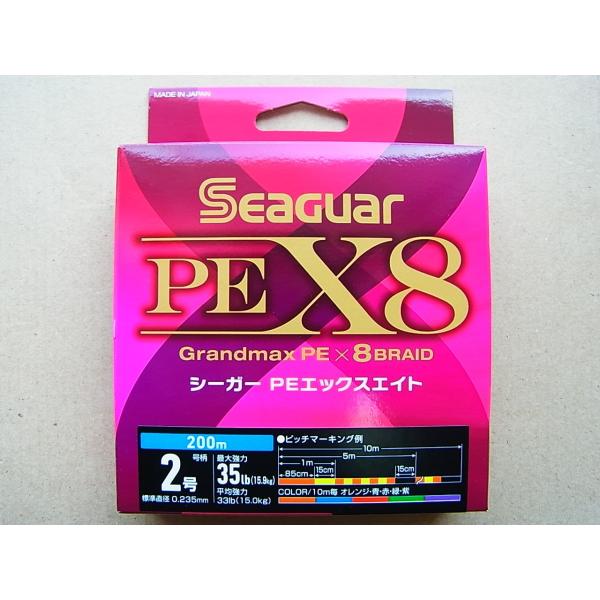 MADE IN JAPAN
Seaguar
PE X8
Grandmax PE × 8BRAID
シーガー PEエックスエイト
200m
号柄
2号
標準直径 0.235mm
最大強力
35lb(15.9kg)
平均強力
33lb(15.0kg)
●ピッチマーキング例
10m
5m
1m
85cm
15cm
15cm
COLOR/10m毎 オレンジ・青・赤・緑・紫